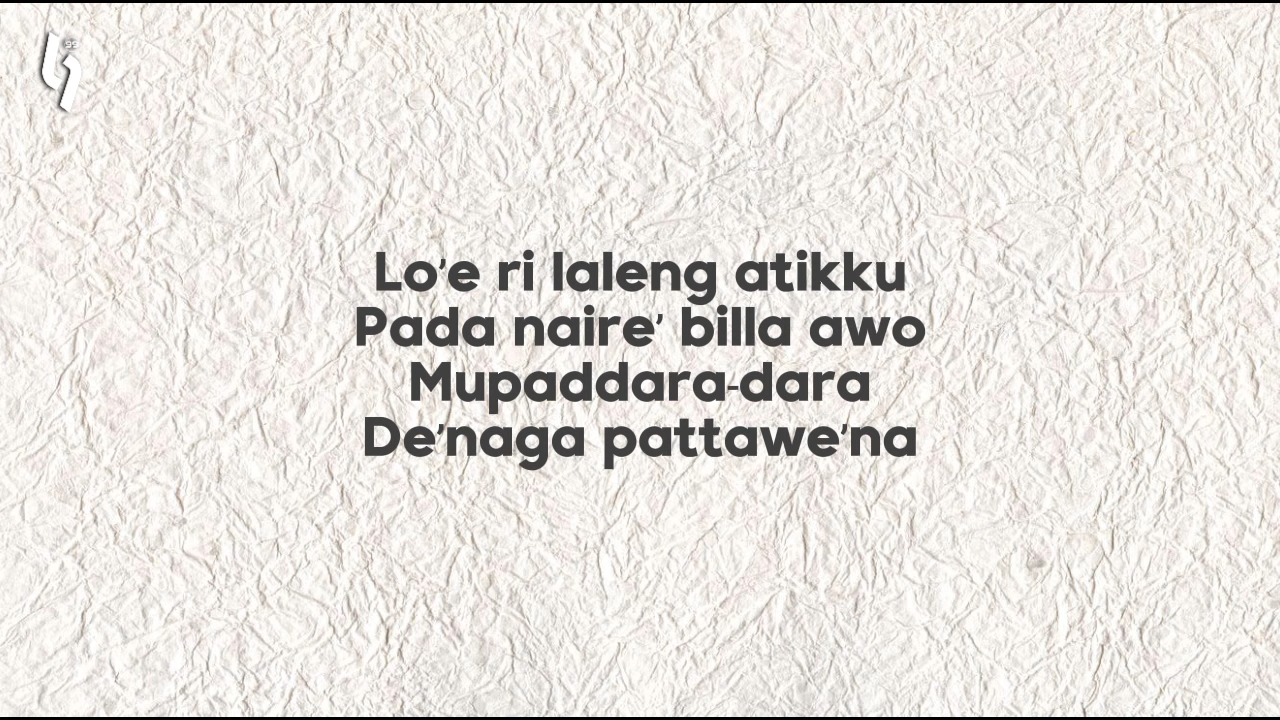 Lo'e ri laleng atikku
Pada naire' billa awo
Mupaddara-dara
De'naga pattawe'na